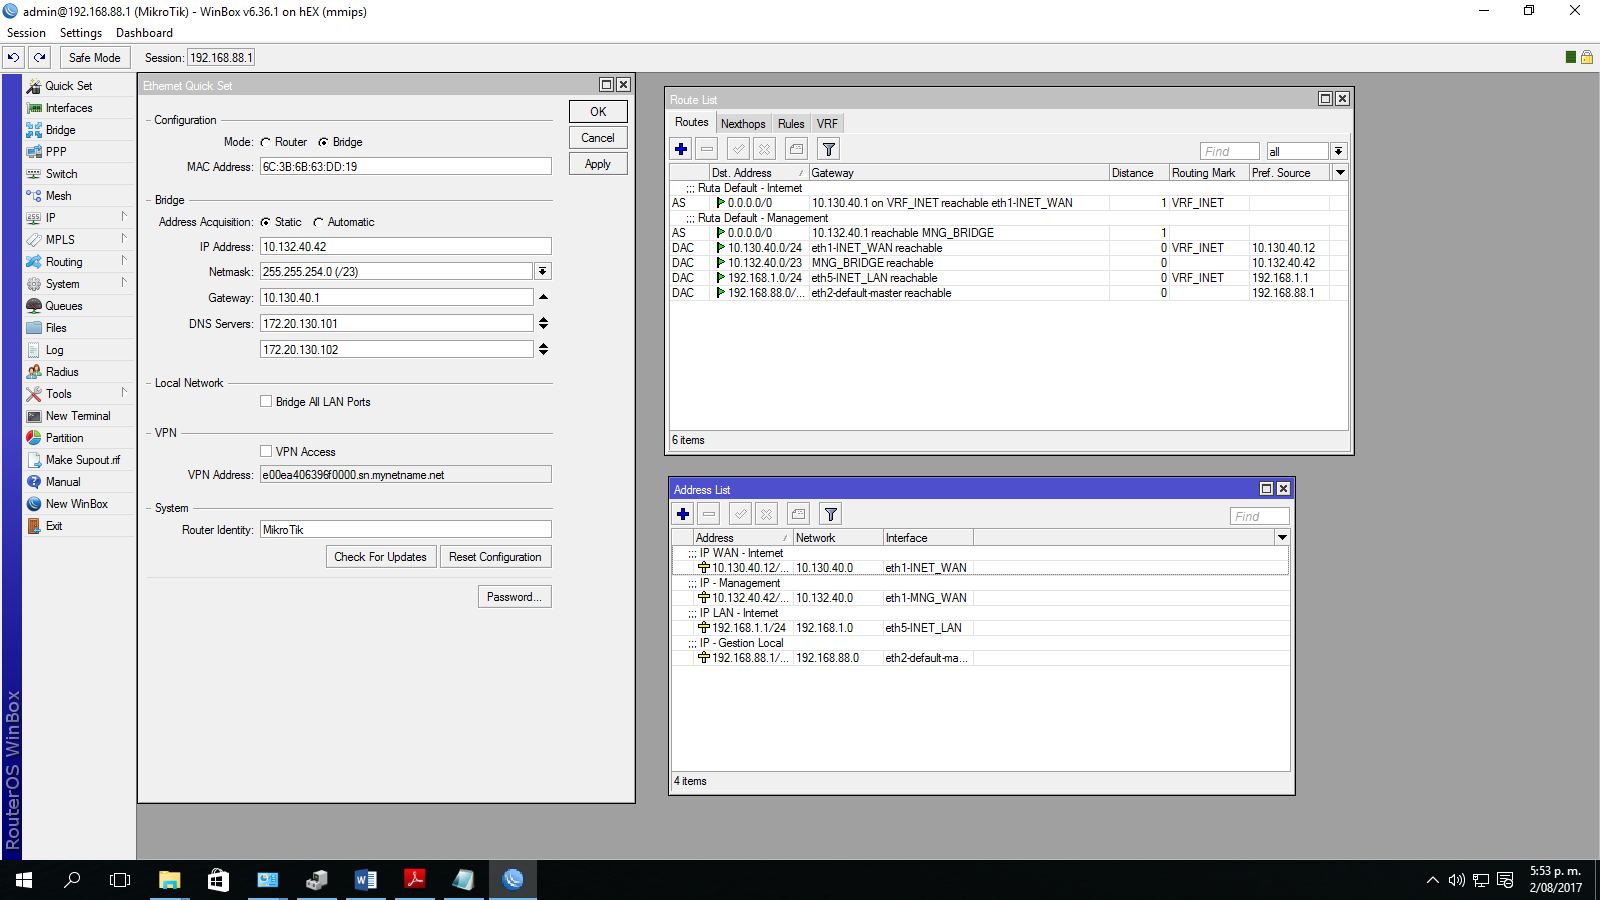 admin@192.168.88.1 (MikroTik) - WinBox v6.36.1 on hEX (mmips)
Session Settings Dashboard
Safe Mode Session: 192.168.88.1
Quick Set
Interfaces
Bridge
PPP
Switch
Mesh
IP
MPLS
Routing
System
Queues
Files
Log
Radius
Tools
New Terminal
Partition
Make Supout.rif
Manual
New WinBox
Exit
RouterOS WinBox
Ethernet Quick Set
OK
Cancel
Apply
Configuration
Mode: Router Bridge
MAC Address: 6C:3B:6B:63:DD:19
Bridge
Address Acquisition: Static Automatic
IP Address: 10.132.40.42
Netmask: 255.255.254.0 (/23)
Gateway: 10.130.40.1
DNS Servers: 172.20.130.101
172.20.130.102
Local Network
Bridge All LAN Ports
VPN
VPN Access
VPN Address: e00ea406396f0000.sn.mynetname.net
System
Router Identity: MikroTik
Check For Updates Reset Configuration
Password...
Route List
Routes Nexthops Rules VRF
Find all
Dst. Address Gateway Distance Routing Mark Pref. Source
;;; Ruta Default - Internet
AS 0.0.0.0/0 10.130.40.1 on VRF_INET reachable eth1-INET_WAN 1 VRF_INET
;;; Ruta Default - Management
AS 0.0.0.0/0 10.132.40.1 reachable MNG_BRIDGE 1
DAC 10.130.40.0/24 eth1-INET_WAN reachable 0 VRF_INET 10.130.40.12
DAC 10.132.40.0/23 MNG_BRIDGE reachable 0 10.132.40.42
DAC 192.168.1.0/24 eth5-INET_LAN reachable 0 VRF_INET 192.168.1.1
DAC 192.168.88.0/... eth2-default-master reachable 0 192.168.88.1
6 items
Address List
Find
Address Network Interface
;;; IP WAN - Internet
10.130.40.12/... 10.130.40.0 eth1-INET_WAN
;;; IP - Management
10.132.40.42/... 10.132.40.0 eth1-MNG_WAN
;;; IP LAN - Internet
192.168.1.1/24 192.168.1.0 eth5-INET_LAN
;;; IP - Gestion Local
192.168.88.1/... 192.168.88.0 eth2-default-ma...
4 items
5:53 p. m.
2/08/2017